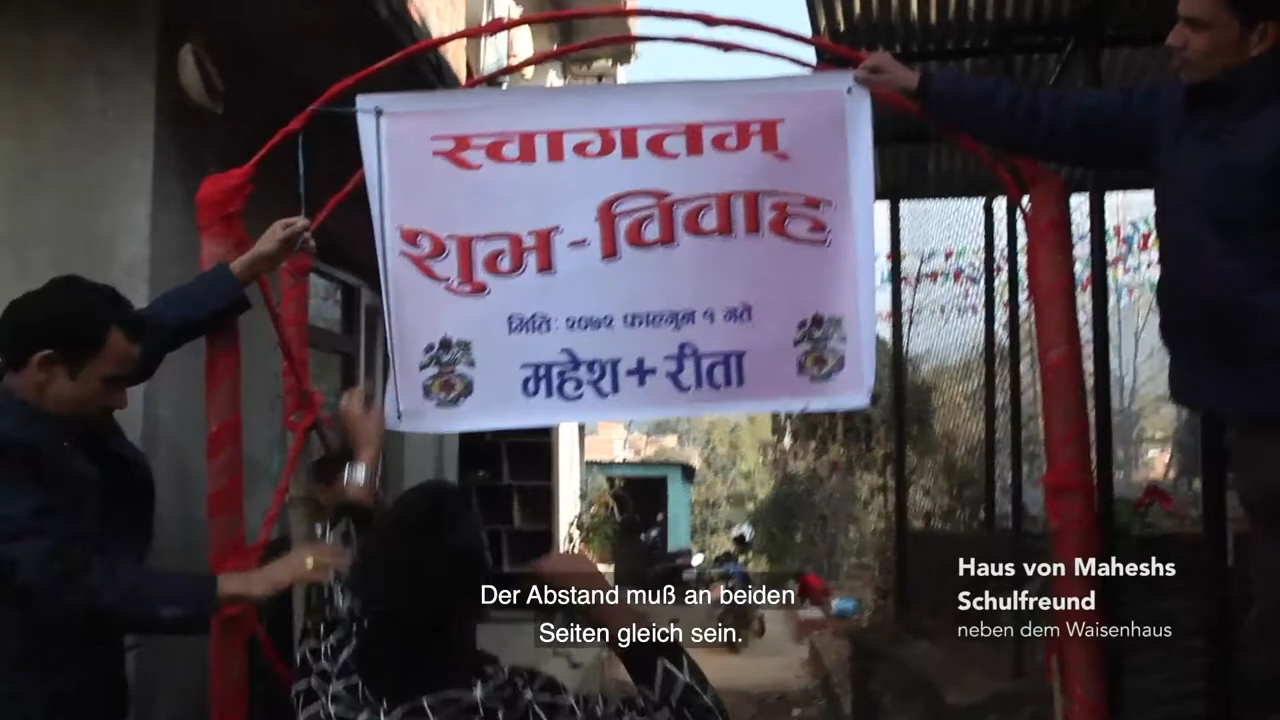 स्वागतम्
शुभ-विवाह
मिति: २०७२ फाल्गुन ५ गते
महेश+रीता
Haus von Maheshs
Schulfreund
neben dem Waisenhaus
Der Abstand muß an beiden
Seiten gleich sein.